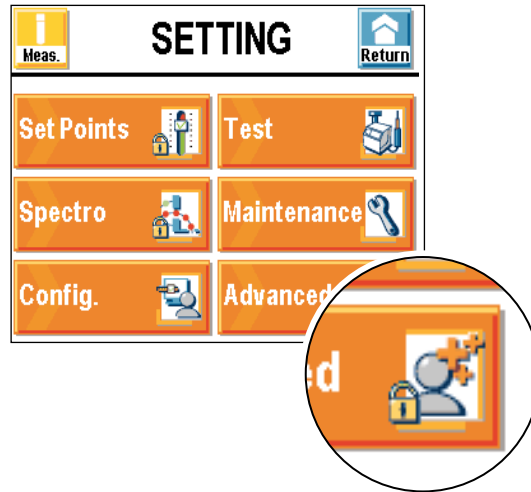 Meas.
SETTING
Return
Set Points
Test
Spectro
Maintenance
Config.
Advanced
ed